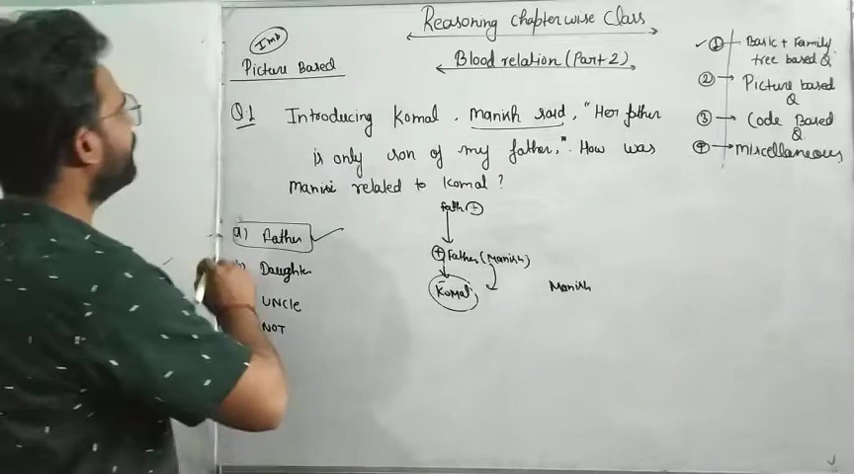 Reasoning Chapterwise Class
Blood relation (Part 2)
Imp
Picture Based
Q1 Introducing Komal, Manish said, "Her father
is only son of my father,". How was
related to Komal?
a) Father
Daughter
UNCLE
NOT
fath +
+ Father (Manish)
Komal
Manish
① Basic + Family
tree based Q
② → Picture based
Q
③ → Code Based
Q
④ → miscellaneous